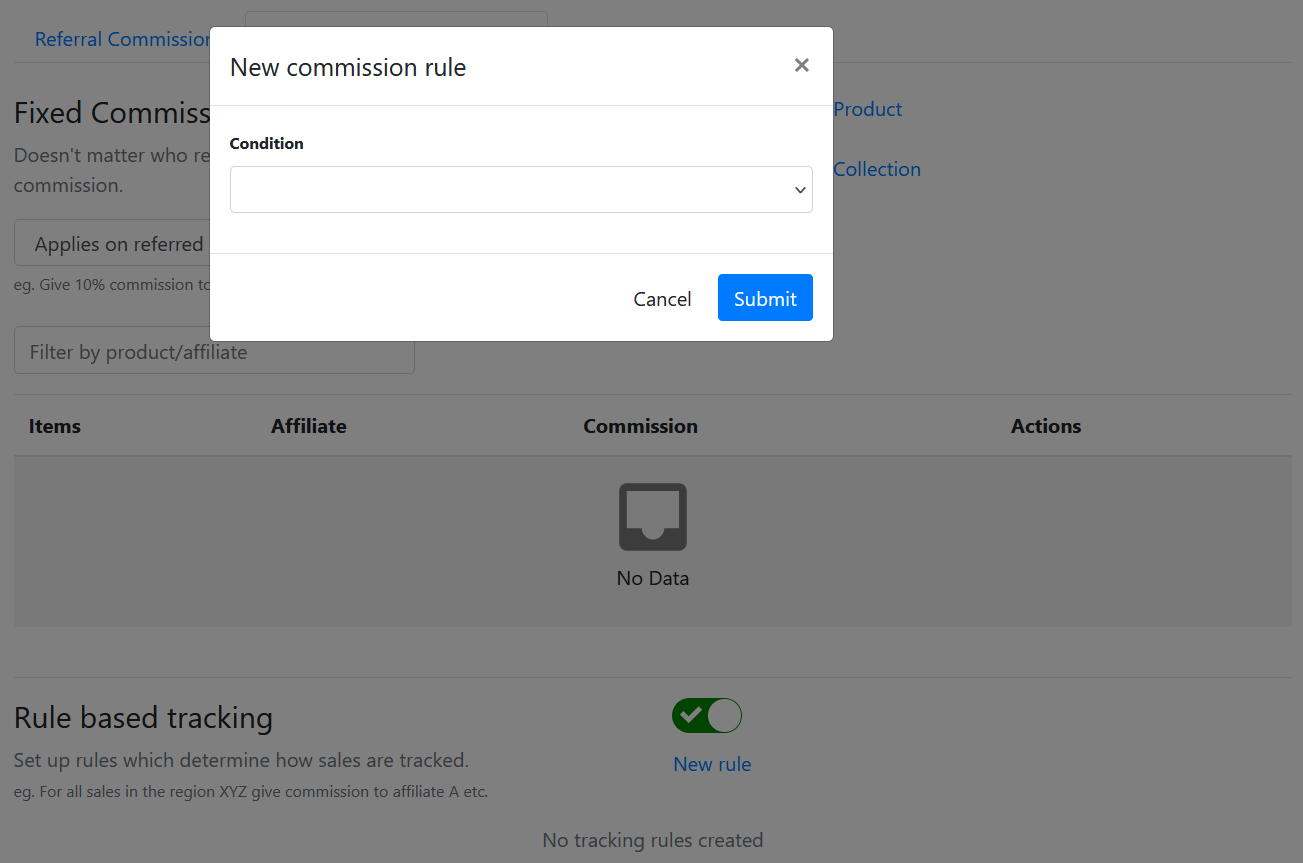 Referral Commission
New commission rule
×
Fixed Commiss
Product
Doesn't matter who re
commission.
Condition
Collection
Applies on referred
eg. Give 10% commission to
Cancel
Submit
Filter by product/affiliate
Items
Affiliate
Commission
Actions
No Data
Rule based tracking
Set up rules which determine how sales are tracked.
New rule
eg. For all sales in the region XYZ give commission to affiliate A etc.
No tracking rules created